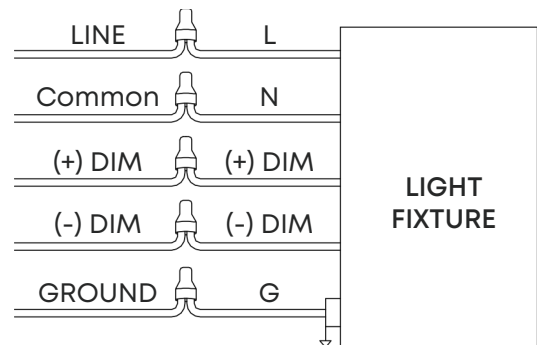 LINE L
Common N
(+) DIM (+) DIM
(-) DIM (-) DIM
GROUND G
LIGHT
FIXTURE